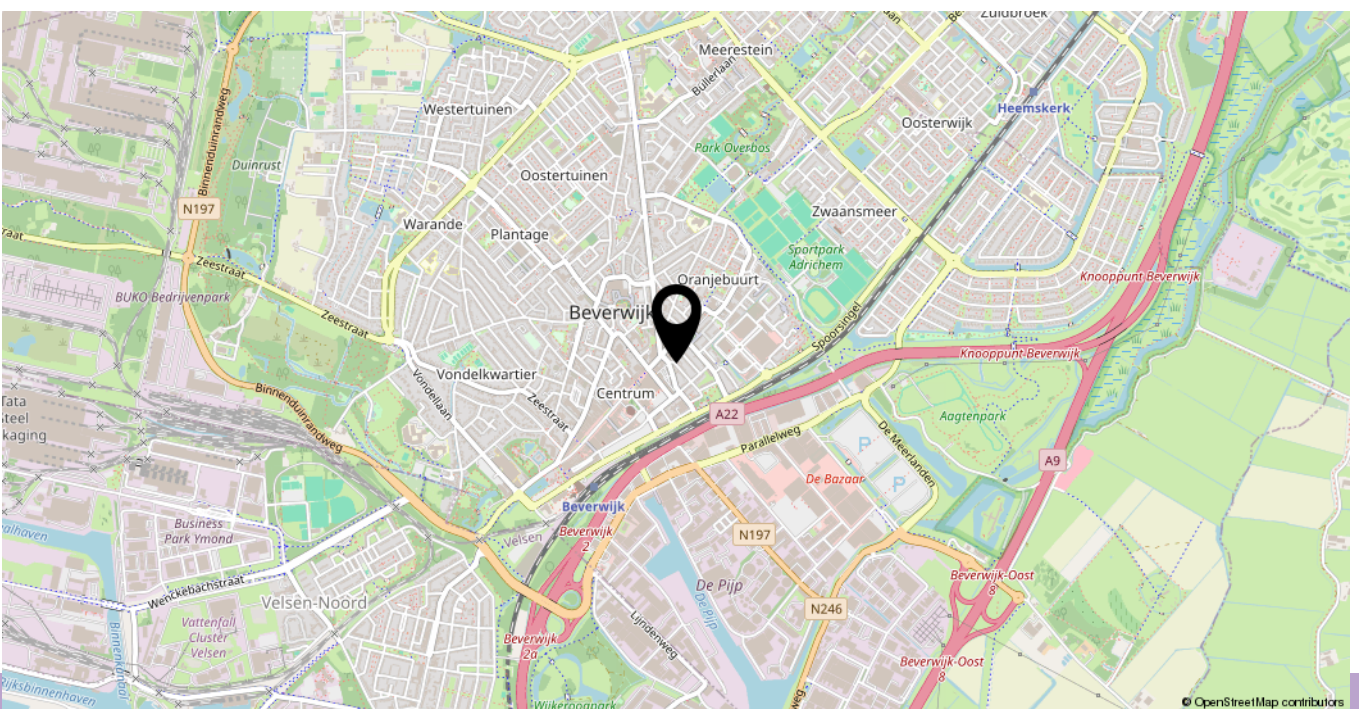 Zuidbroek
Meerestein
Bullerlaan
Westertuinen
Heemskerk
Oosterwijk
Binnenduinrandweg
Park Overbos
Duinrust
Oostertuinen
N197
Zwaansmeer
Warande
Plantage
Sportpark
Adrichem
Zeestraat
Oranjebuurt
Knooppunt Beverwijk
BUKO Bedrijvenpark
Beverwijk
Zeestraat
Spoorsingel
Knooppunt Beverwijk
Vondelkwartier
Vondellaan
Binnenduinrandweg
Centrum
Zeestraat
Tata
Steel
A22
Aagtenpark
Parallelweg
De Meerlanden
P
A9
De Bazaar
P
Beverwijk
Business
Park Ymond
Velsen
Beverwijk
2
N197
Beverwijk-Oost
8
Wenckebachstraat
Velsen-Noord
De Pijp
De Pijp
N246
Vattenfall
Cluster
Velsen
Binnenkanaal
Lijndenweg
Beverwijk
2a
Beverwijk-Oost
8
Wijkeroogpark
© OpenStreetMap contributors